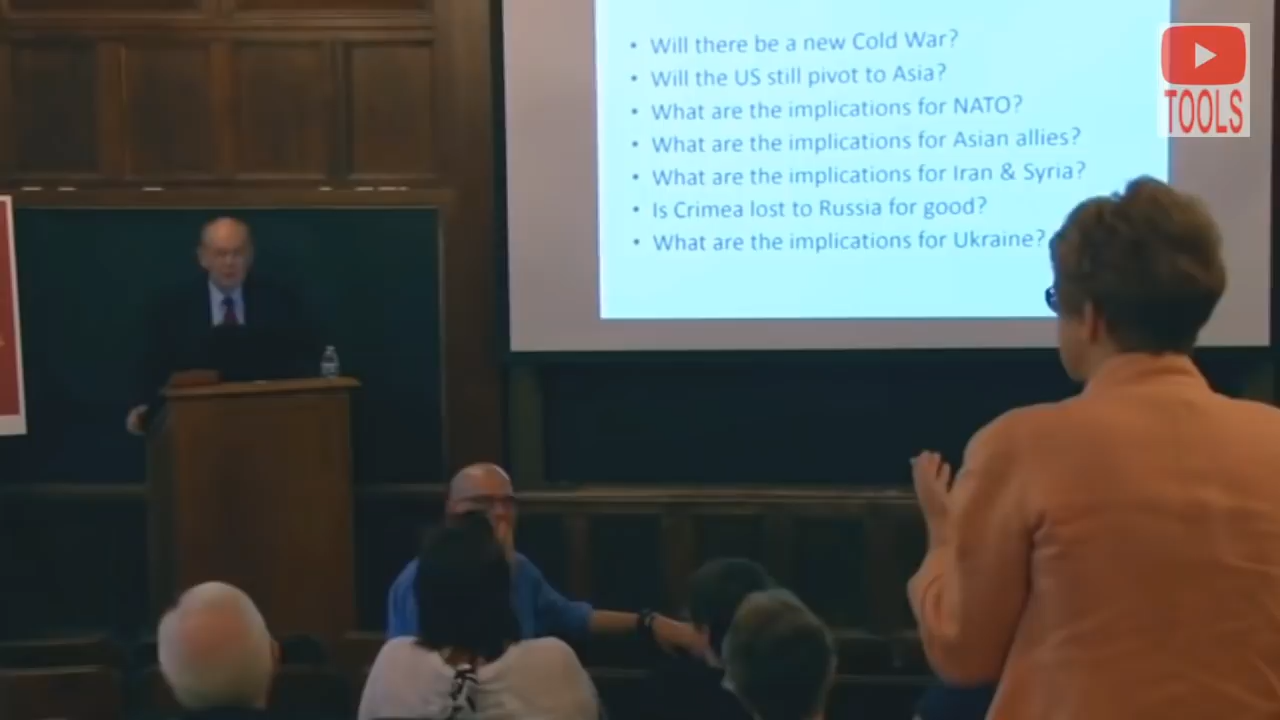 • Will there be a new Cold War?
• Will the US still pivot to Asia?
• What are the implications for NATO?
• What are the implications for Asian allies?
• What are the implications for Iran & Syria?
• Is Crimea lost to Russia for good?
• What are the implications for Ukraine?
TOOLS